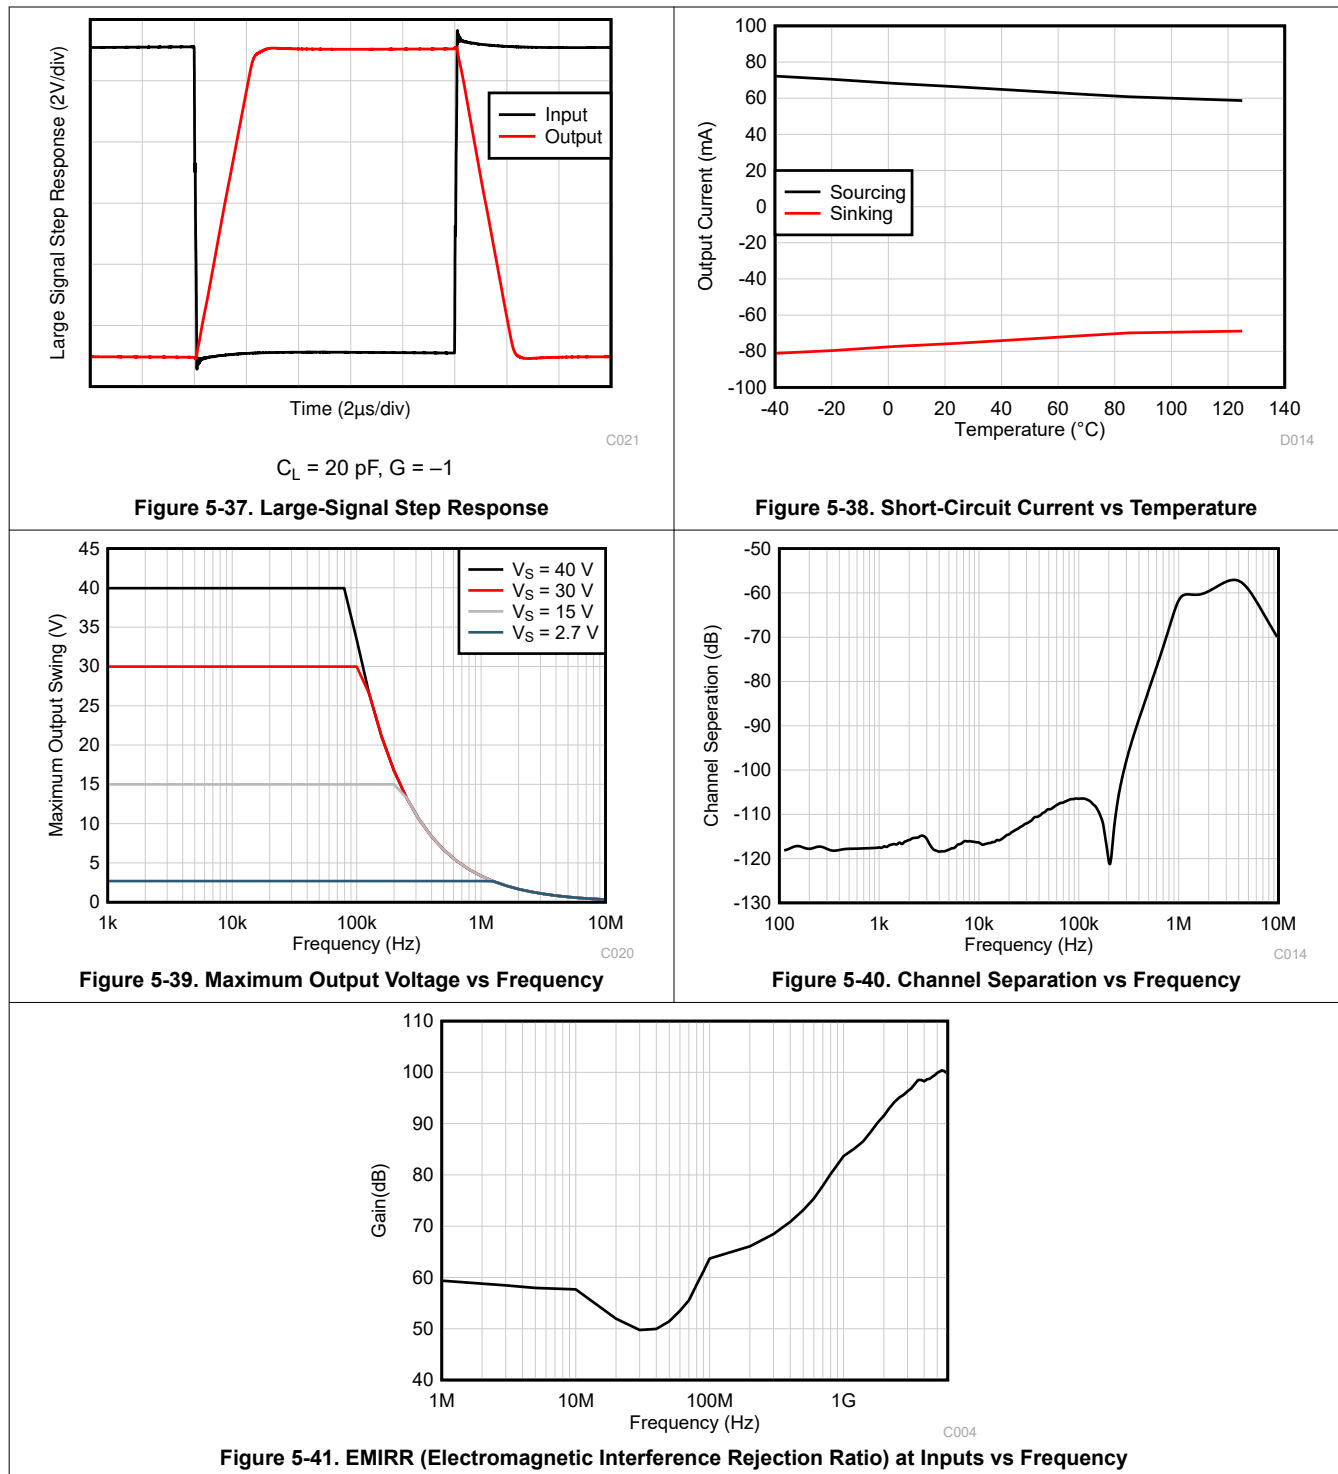 Large Signal Step Response (2V/div)
Input
Output
Time (2µs/div)
C021
C_L = 20 pF, G = –1
Figure 5-37. Large-Signal Step Response
Output Current (mA)
100
80
60
40
20
0
-20
-40
-60
-80
-100
Sourcing
Sinking
-40 -20 0 20 40 60 80 100 120 140
Temperature (°C)
D014
Figure 5-38. Short-Circuit Current vs Temperature
Maximum Output Swing (V)
45
40
35
30
25
20
15
10
5
0
V_S = 40 V
V_S = 30 V
V_S = 15 V
V_S = 2.7 V
1k 10k 100k 1M 10M
Frequency (Hz)
C020
Figure 5-39. Maximum Output Voltage vs Frequency
Channel Seperation (dB)
-50
-60
-70
-80
-90
-100
-110
-120
-130
100 1k 10k 100k 1M 10M
Frequency (Hz)
C014
Figure 5-40. Channel Separation vs Frequency
Gain(dB)
110
100
90
80
70
60
50
40
1M 10M 100M 1G
Frequency (Hz)
C004
Figure 5-41. EMIRR (Electromagnetic Interference Rejection Ratio) at Inputs vs Frequency